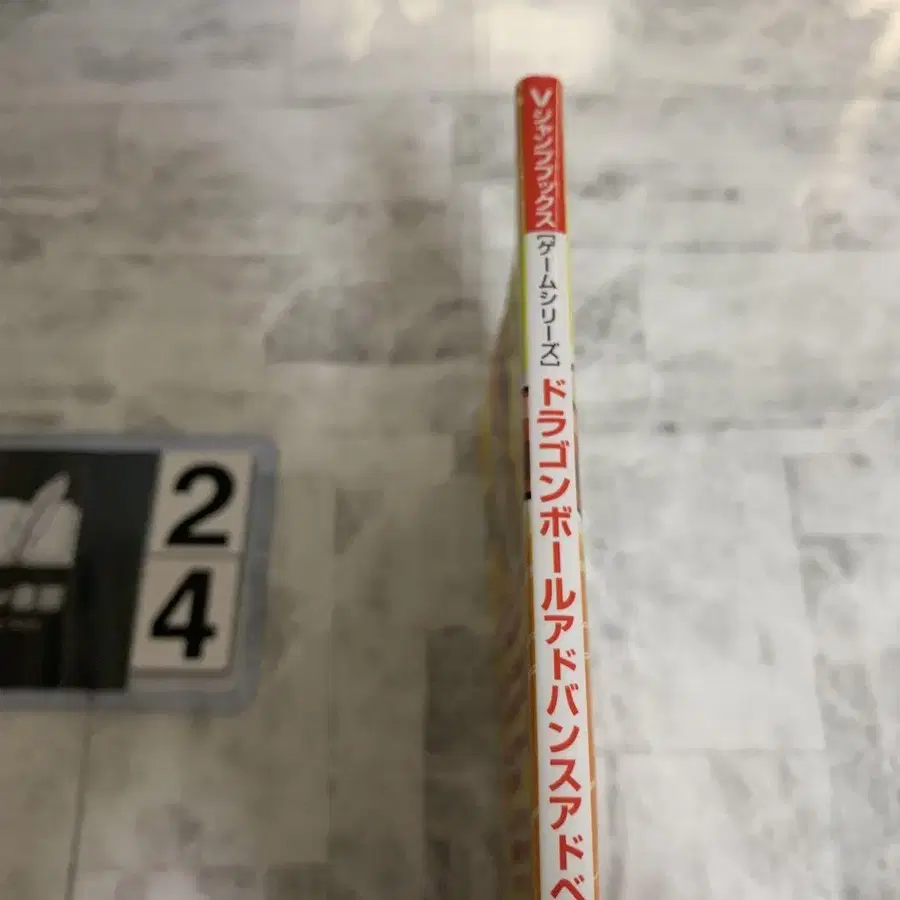 Vジャンプブックス
[ゲームシリーズ]
ドラゴンボールアドバンスアドベ
2
4